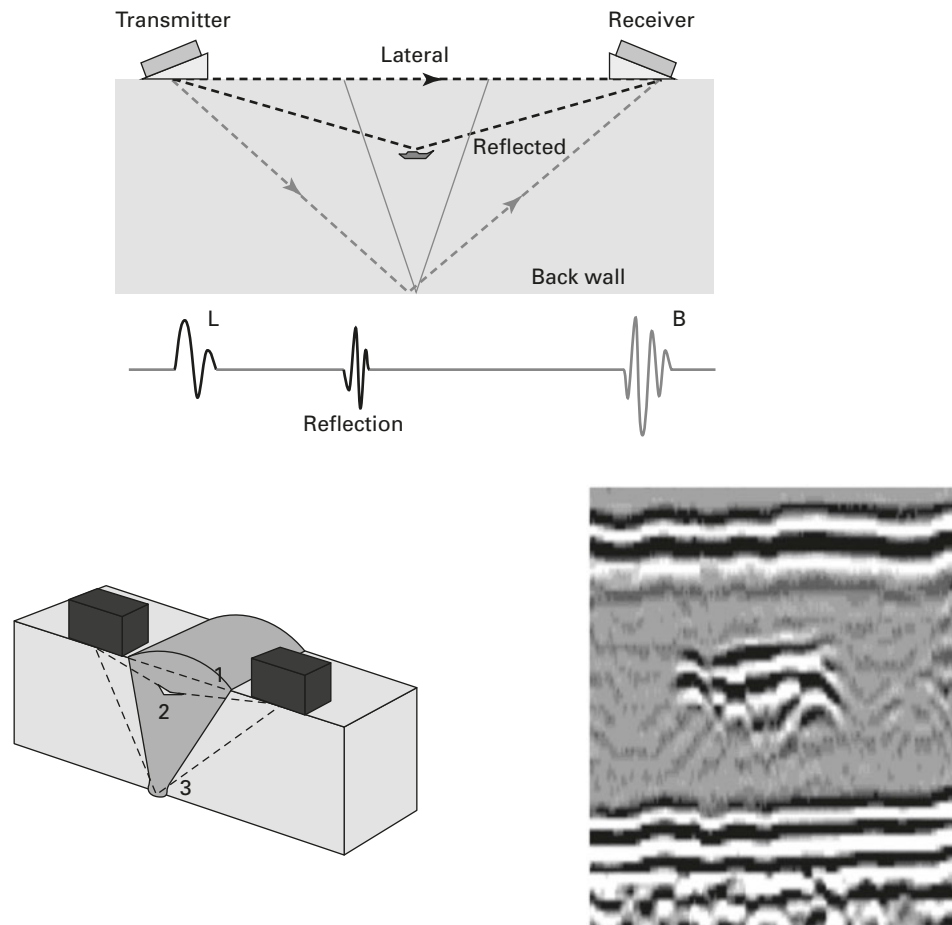 Transmitter
Receiver
Lateral
Reflected
Back wall
L
B
Reflection
1
2
3